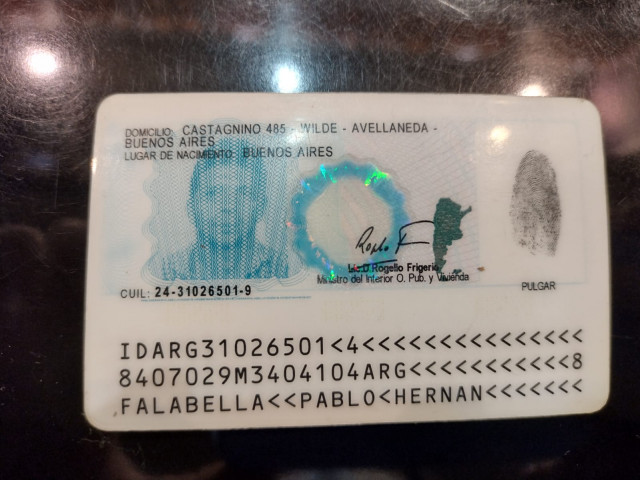 DOMICILIO: CASTAGNINO 485 - WILDE - AVELLANEDA -
BUENOS AIRES
LUGAR DE NACIMIENTO: BUENOS AIRES
Lic. D Rogelio Frigerio
Ministro del Interior O. Pub. y Vivienda
CUIL: 24-31026501-9
PULGAR
IDARG31026501<4<<<<<<<<<<<<<<<
8407029M3404104ARG<<<<<<<<<<<8
FALABELLA<<PABLO<HERNAN<<<<<<<